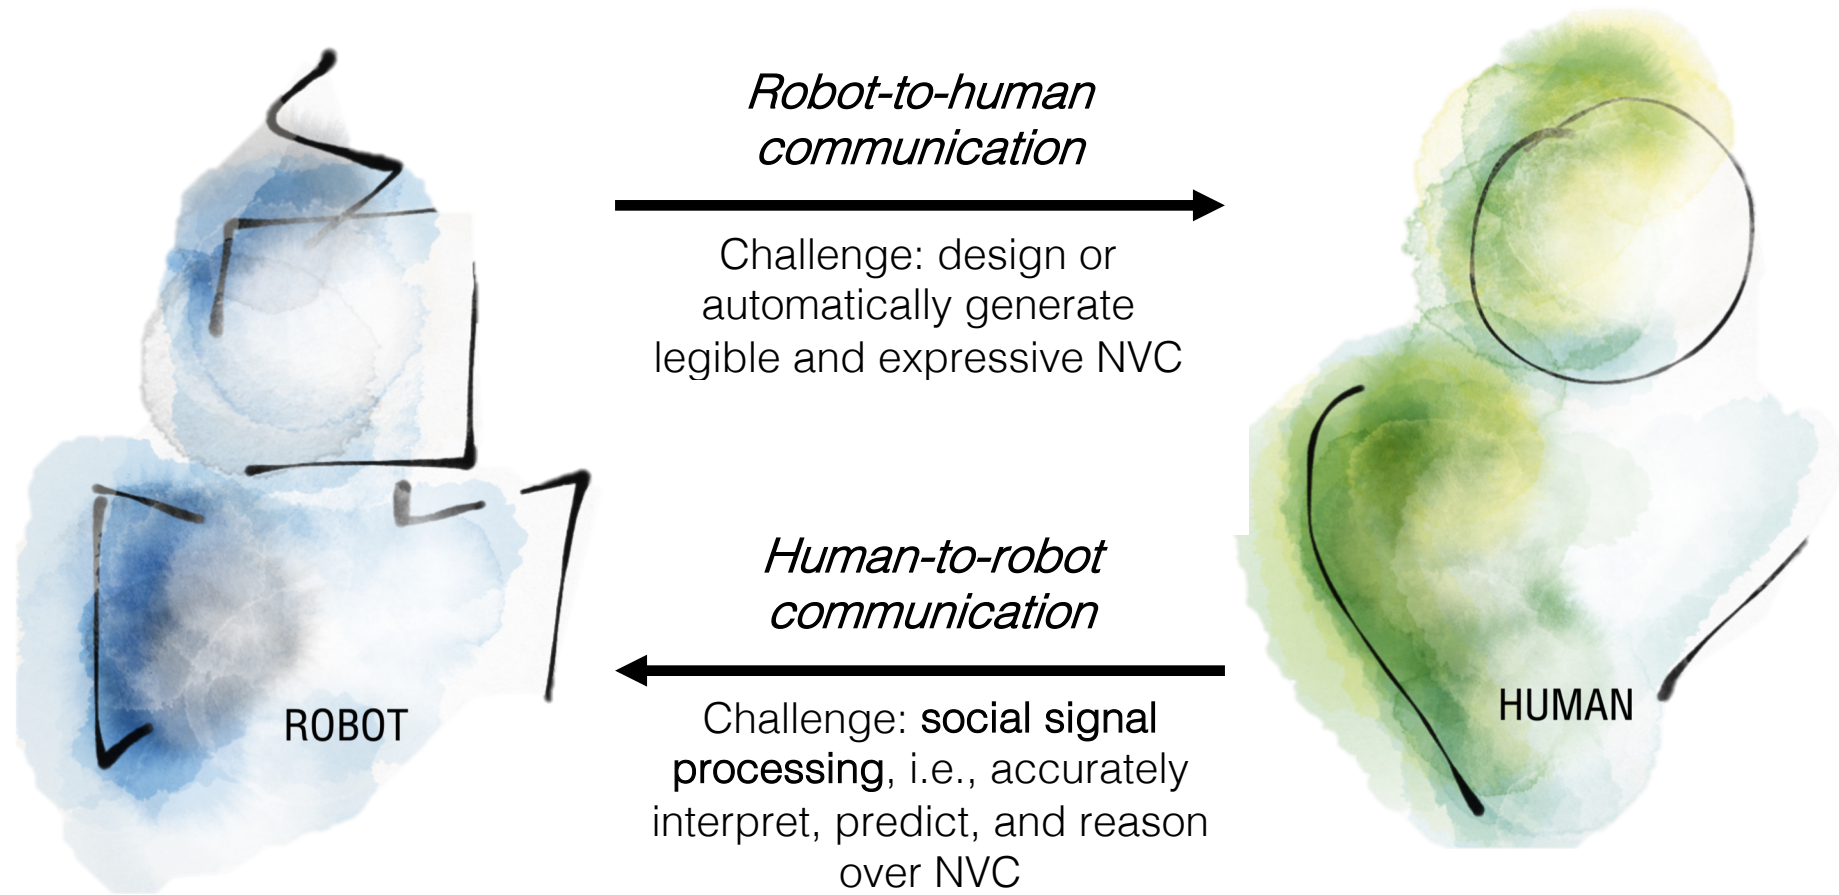 Robot-to-human
communication
Challenge: design or
automatically generate
legible and expressive NVC
Human-to-robot
communication
Challenge: social signal
processing, i.e., accurately
interpret, predict, and reason
over NVC
ROBOT
HUMAN